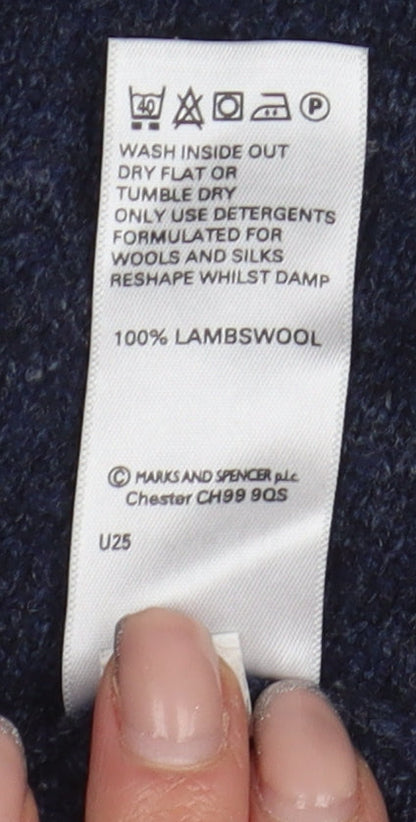 40 P
WASH INSIDE OUT
DRY FLAT OR
TUMBLE DRY
ONLY USE DETERGENTS
FORMULATED FOR
WOOLS AND SILKS
RESHAPE WHILST DAMP
100% LAMBSWOOL
© MARKS AND SPENCER p.l.c.
Chester CH99 9QS
U25